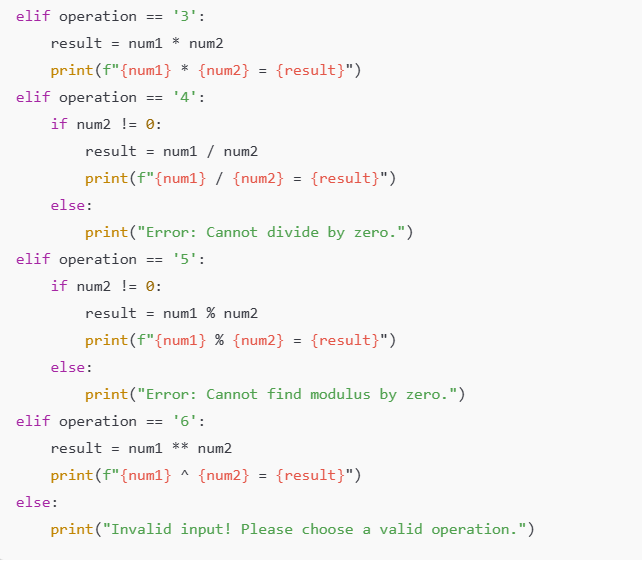 elif operation == '3':
    result = num1 * num2
    print(f"{num1} * {num2} = {result}")
elif operation == '4':
    if num2 != 0:
        result = num1 / num2
        print(f"{num1} / {num2} = {result}")
    else:
        print("Error: Cannot divide by zero.")
elif operation == '5':
    if num2 != 0:
        result = num1 % num2
        print(f"{num1} % {num2} = {result}")
    else:
        print("Error: Cannot find modulus by zero.")
elif operation == '6':
    result = num1 ** num2
    print(f"{num1} ^ {num2} = {result}")
else:
    print("Invalid input! Please choose a valid operation.")